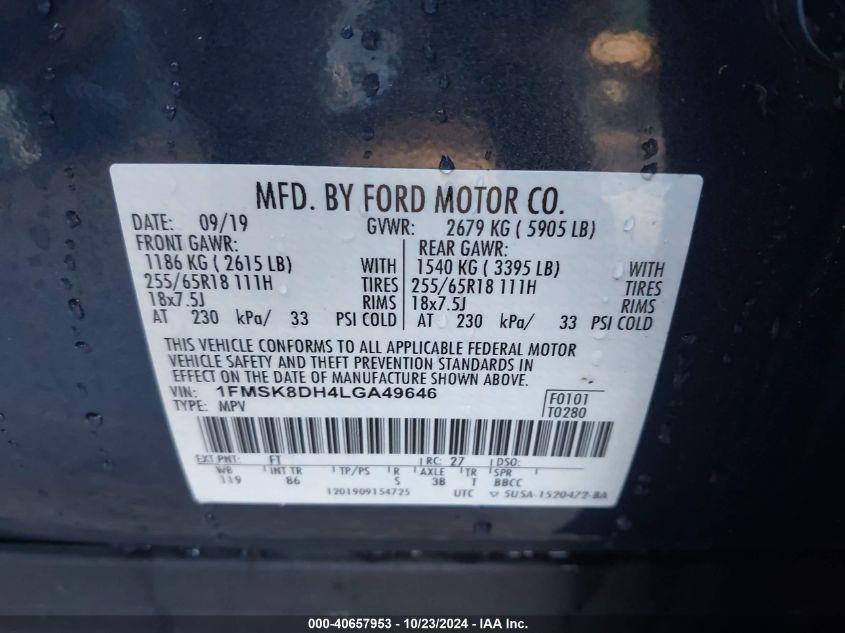 MFD. BY FORD MOTOR CO.
DATE: 09/19 GVWR: 2679 KG ( 5905 LB)
FRONT GAWR: REAR GAWR:
1186 KG ( 2615 LB) WITH 1540 KG ( 3395 LB) WITH
255/65R18 111H TIRES 255/65R18 111H TIRES
18x7.5J RIMS 18x7.5J RIMS
AT 230 kPa/ 33 PSI COLD AT 230 kPa/ 33 PSI COLD
THIS VEHICLE CONFORMS TO ALL APPLICABLE FEDERAL MOTOR
VEHICLE SAFETY AND THEFT PREVENTION STANDARDS IN
EFFECT ON THE DATE OF MANUFACTURE SHOWN ABOVE.
VIN: 1FMSK8DH4LGA49646 F0101
TYPE: MPV T0280
EXT PNT: FT RC: 27 DSO:
WB INT TR TP/PS R AXLE TR SPR
119 86 S 3B T BBCC
1201909154725 UTC ▽ 5U5A-1520472-BA
000-40657953 - 10/23/2024 - IAA Inc.